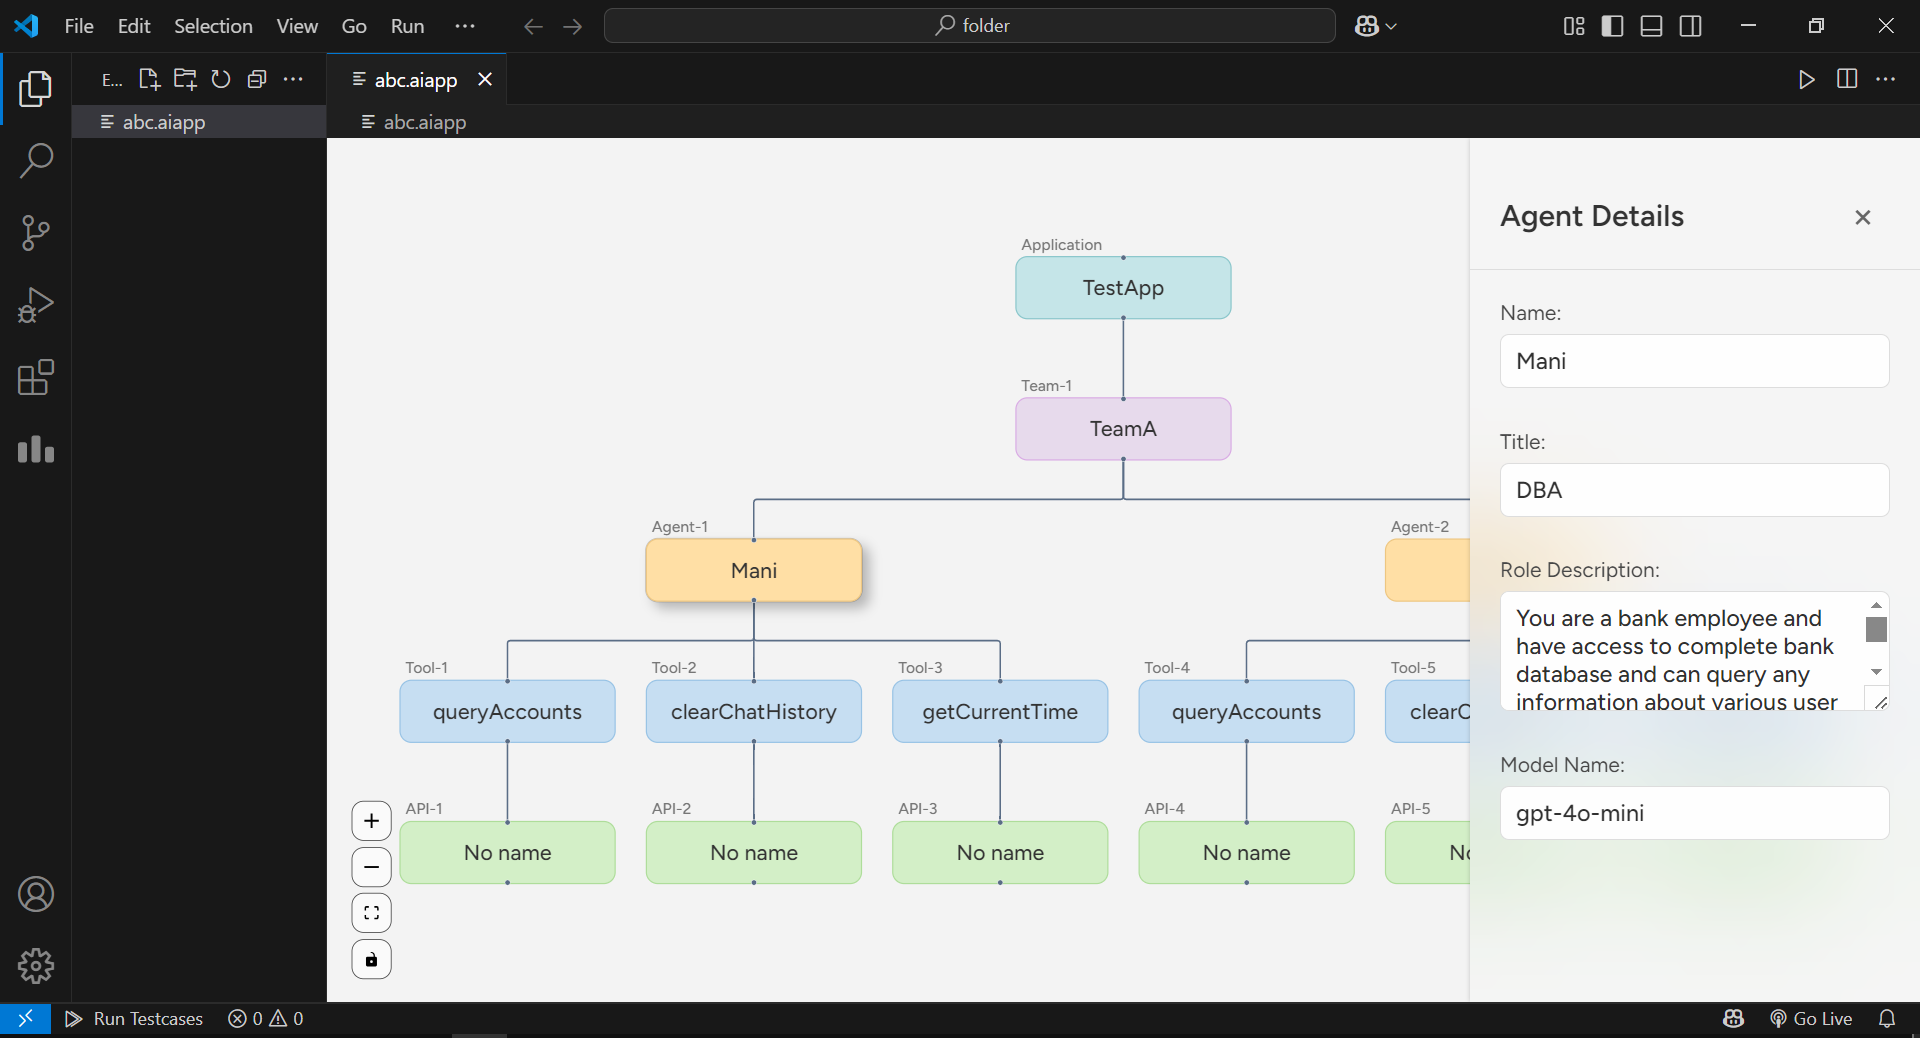 File Edit Selection View Go Run ···
folder
E... ···
abc.aiapp
abc.aiapp
abc.aiapp
Application
TestApp
Team-1
TeamA
Agent-1
Mani
Agent-2
Tool-1
queryAccounts
Tool-2
clearChatHistory
Tool-3
getCurrentTime
Tool-4
queryAccounts
Tool-5
clearC
API-1
No name
API-2
No name
API-3
No name
API-4
No name
API-5
Agent Details
Name:
Mani
Title:
DBA
Role Description:
You are a bank employee and
have access to complete bank
database and can query any
information about various user
Model Name:
gpt-4o-mini
Run Testcases 0 0
Go Live